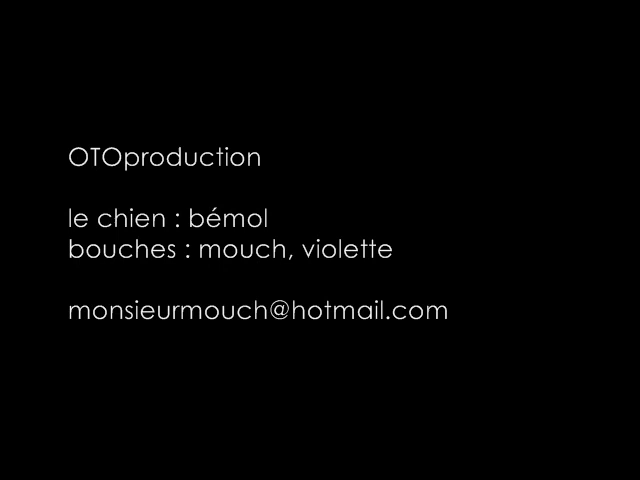 OTOproduction
le chien : bémol
bouches : mouch, violette
monsieurmouch@hotmail.com